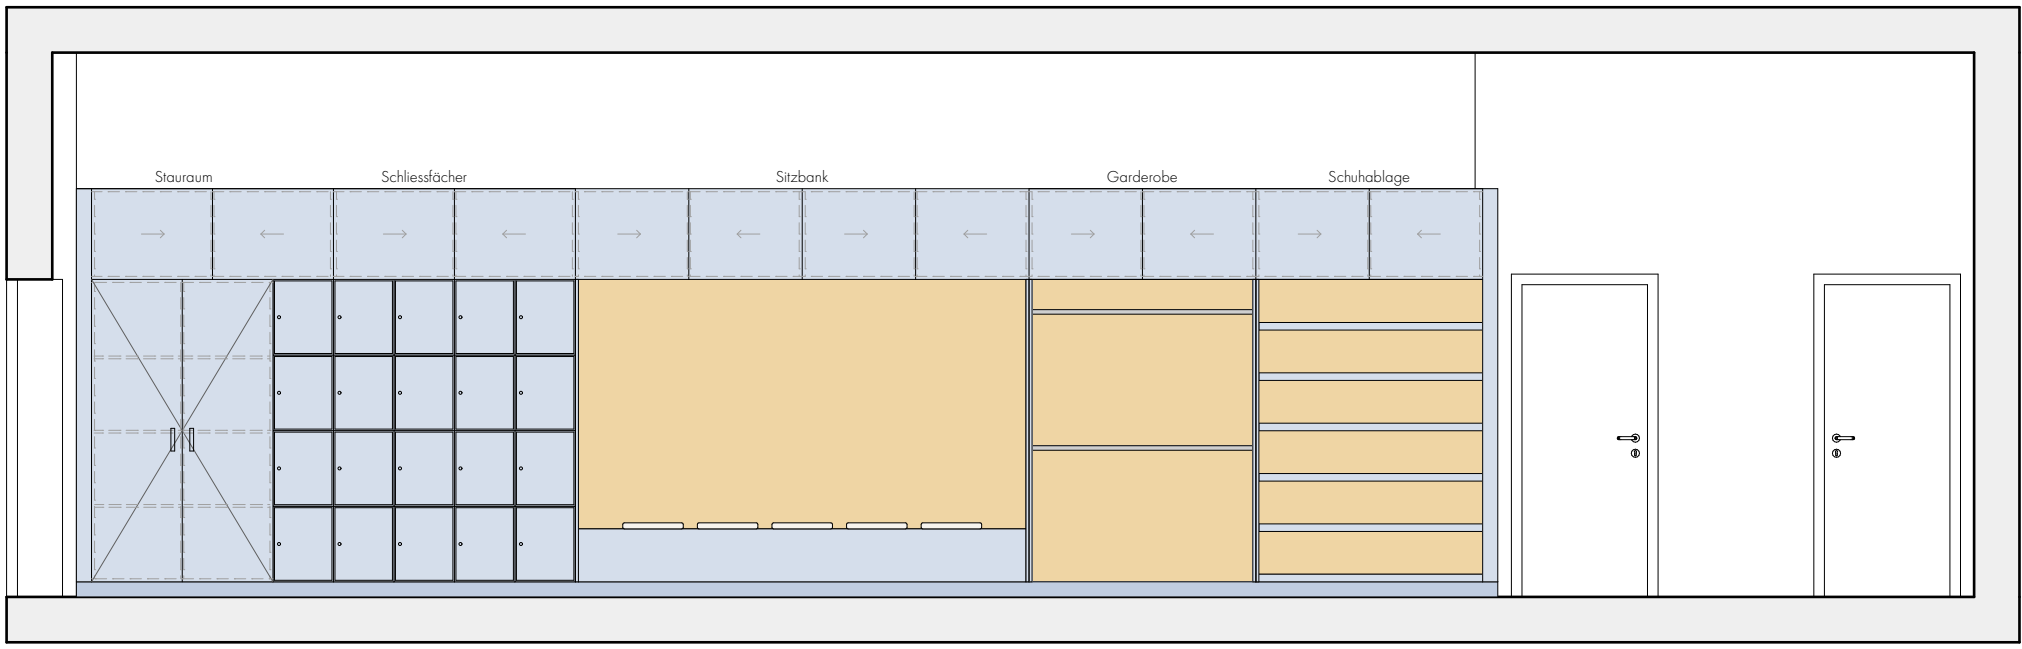 Stauraum
Schliessfächer
Sitzbank
Garderobe
Schuhablage